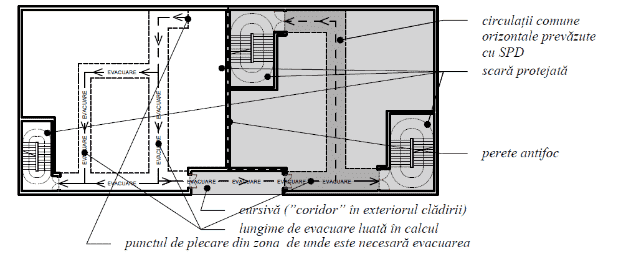 circulații comune
orizontale prevăzute
cu SPD
scară protejată
EVACUARE
EVACUARE
EVACUARE
EVACUARE
perete antifoc
EVACUARE
EVACUARE
EVACUARE
EVACUARE
EVACUARE
cursivă ("coridor" în exteriorul clădirii)
lungime de evacuare luată în calcul
punctul de plecare din zona de unde este necesară evacuarea